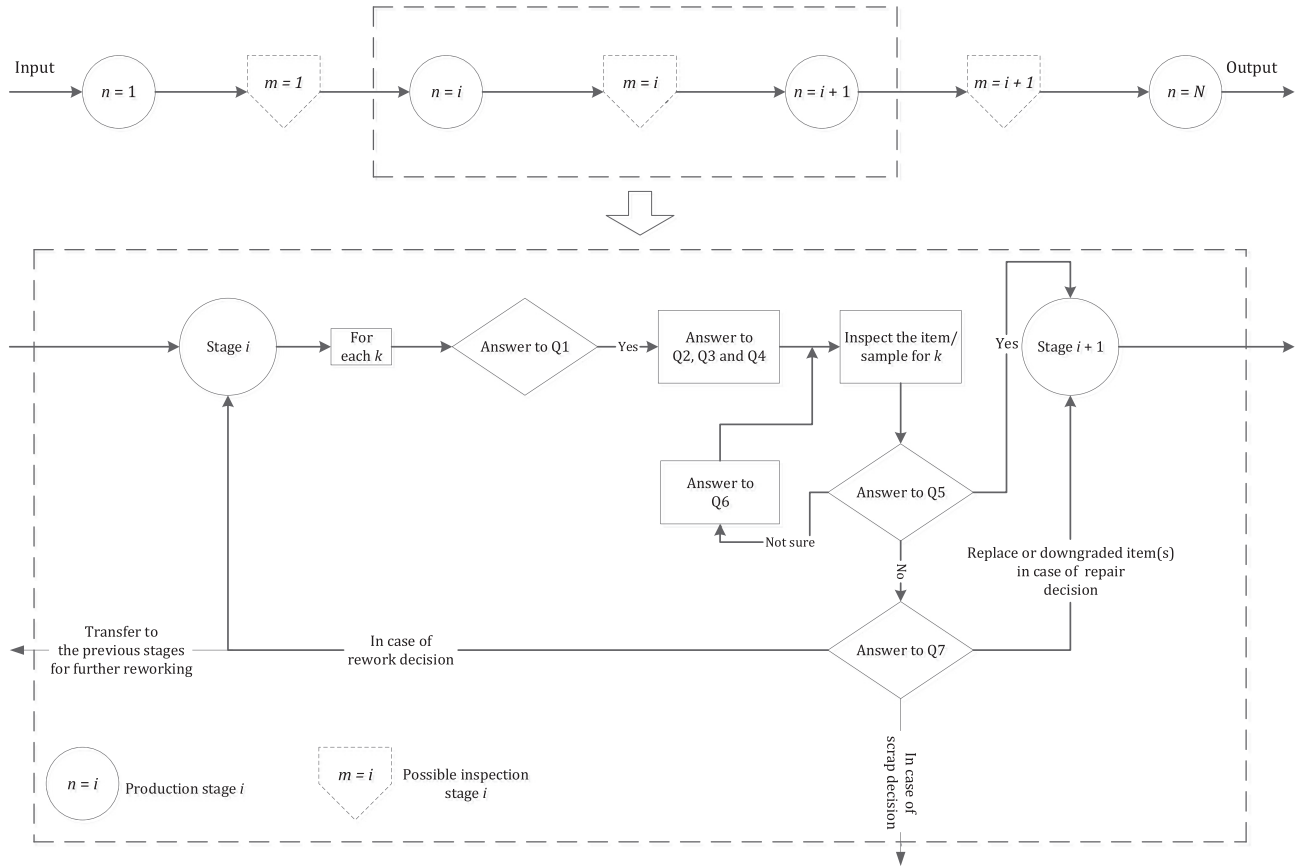 Input
n = 1
m = 1
n = i
m = i
n = i + 1
m = i + 1
n = N
Output
Stage i
For
each k
Answer to Q1
Yes
Answer to
Q2, Q3 and Q4
Inspect the item/
sample for k
Yes
Stage i + 1
Answer to
Q6
Answer to Q5
Not sure
No
Replace or downgraded item(s)
in case of repair
decision
Transfer to
the previous stages
for further reworking
In case of
rework decision
Answer to Q7
In case of
scrap decision
n = i
Production stage i
m = i
Possible inspection
stage i